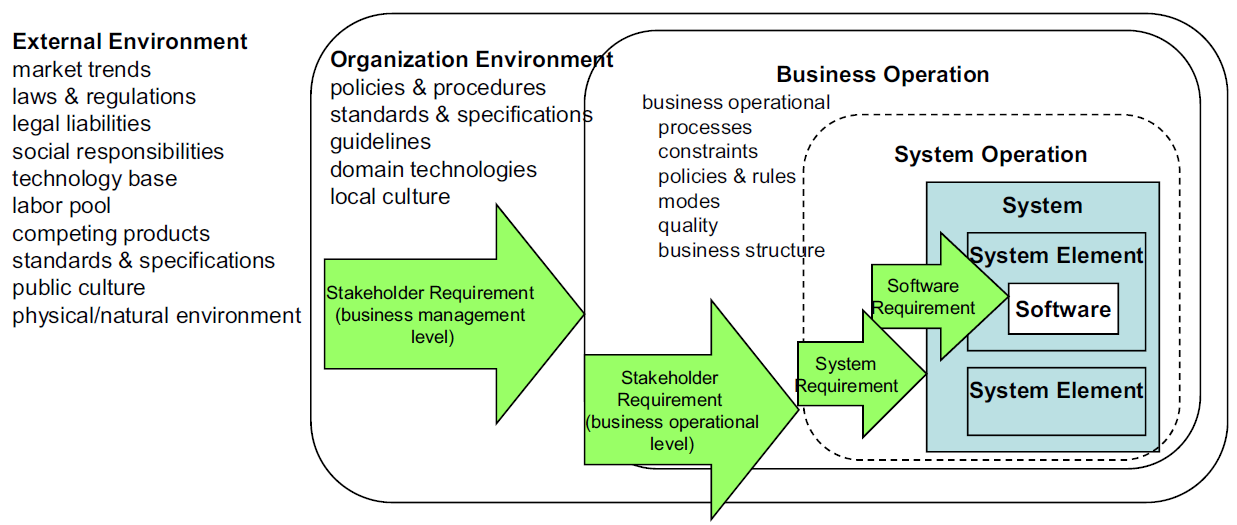 External Environment
market trends
laws & regulations
legal liabilities
social responsibilities
technology base
labor pool
competing products
standards & specifications
public culture
physical/natural environment
Organization Environment
policies & procedures
standards & specifications
guidelines
domain technologies
local culture
Stakeholder Requirement
(business management
level)
Business Operation
business operational
processes
constraints
policies & rules
modes
quality
business structure
Stakeholder
Requirement
(business operational
level)
System Operation
System
Requirement
Software
Requirement
System
System Element
Software
System Element